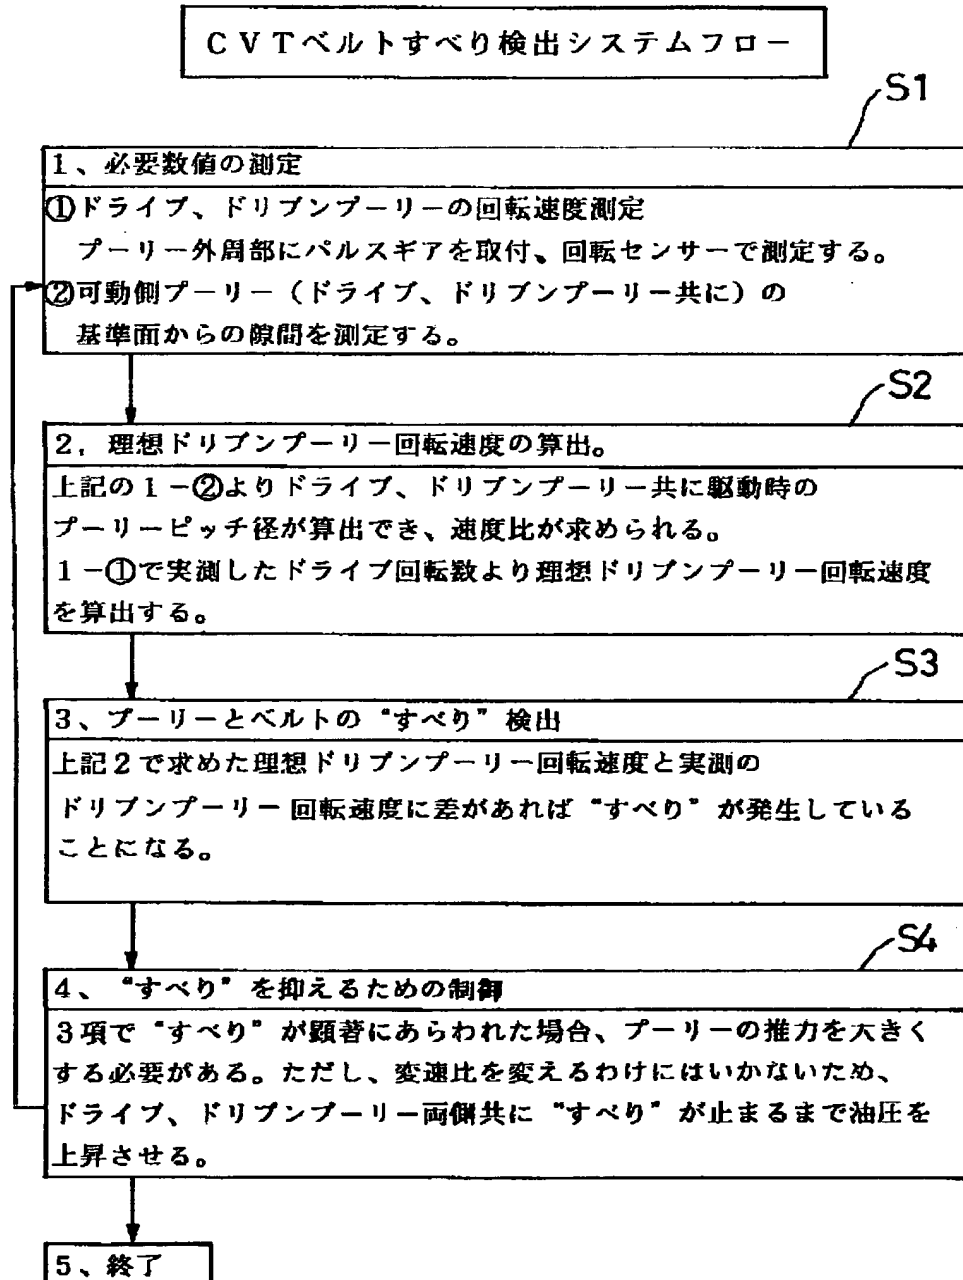 CVTベルトすべり検出システムフロー
S1
1、必要数値の測定
①ドライブ、ドリブンプーリーの回転速度測定
プーリー外周部にパルスギアを取付、回転センサーで測定する。
②可動側プーリー(ドライブ、ドリブンプーリー共に)の
基準面からの隙間を測定する。
S2
2,理想ドリブンプーリー回転速度の算出。
上記の1-②よりドライブ、ドリブンプーリー共に駆動時の
プーリーピッチ径が算出でき、速度比が求められる。
1-①で実測したドライブ回転数より理想ドリブンプーリー回転速度
を算出する。
S3
3、プーリーとベルトの“すべり”検出
上記2で求めた理想ドリブンプーリー回転速度と実測の
ドリブンプーリー回転速度に差があれば“すべり”が発生している
ことになる。
S4
4、“すべり”を抑えるための制御
3項で“すべり”が顕著にあらわれた場合、プーリーの推力を大きく
する必要がある。ただし、変速比を変えるわけにはいかないため、
ドライブ、ドリブンプーリー両側共に“すべり”が止まるまで油圧を
上昇させる。
5、終了